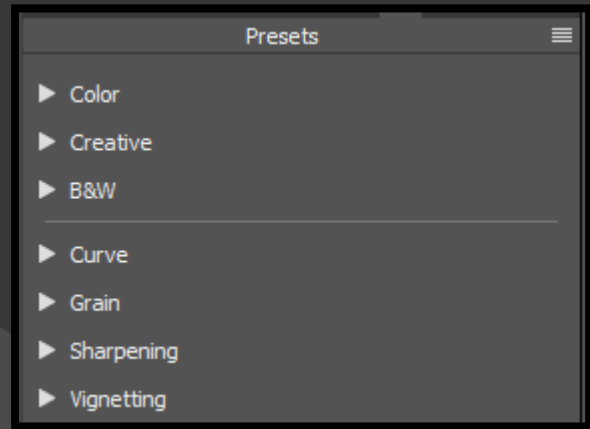 Presets
Color
Creative
B&W
Curve
Grain
Sharpening
Vignetting